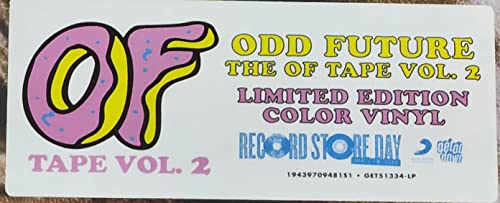 OF
TAPE VOL. 2
ODD FUTURE
THE OF TAPE VOL. 2
LIMITED EDITION
COLOR VINYL
RECORD STORE DAY
194397094815 1 • GET51334-LP